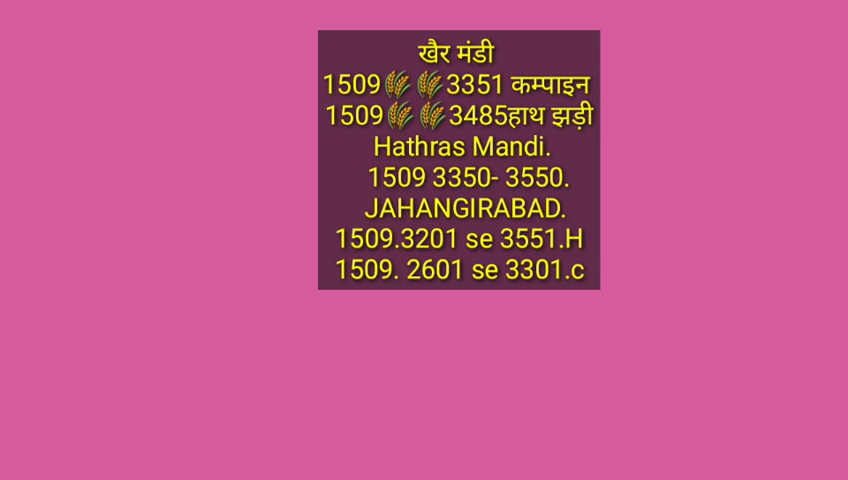 खैर मंडी
1509🌾🌾3351 कम्पाइन
1509🌾🌾3485हाथ झड़ी
Hathras Mandi.
1509 3350- 3550.
JAHANGIRABAD.
1509.3201 se 3551.H
1509. 2601 se 3301.c